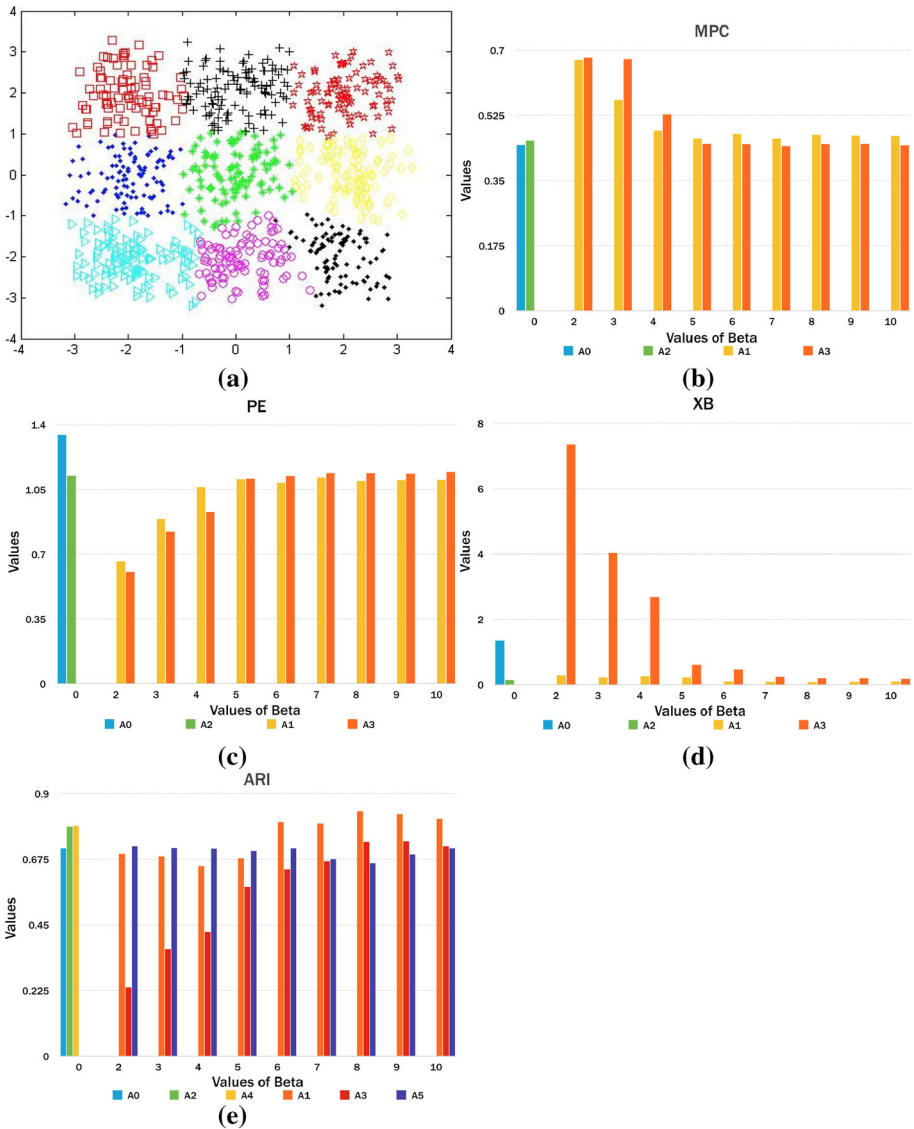 4
3
2
1
0
-1
-2
-3
-4
-4 -3 -2 -1 0 1 2 3 4
(a)
MPC
Values
0.7
0.525
0.35
0.175
0
0 2 3 4 5 6 7 8 9 10
Values of Beta
A0 A2 A1 A3
(b)
PE
Values
1.4
1.05
0.7
0.35
0
0 2 3 4 5 6 7 8 9 10
Values of Beta
A0 A2 A1 A3
(c)
XB
Values
8
6
4
2
0
0 2 3 4 5 6 7 8 9 10
Values of Beta
A0 A2 A1 A3
(d)
ARI
Values
0.9
0.675
0.45
0.225
0
0 2 3 4 5 6 7 8 9 10
Values of Beta
A0 A2 A4 A1 A3 A5
(e)